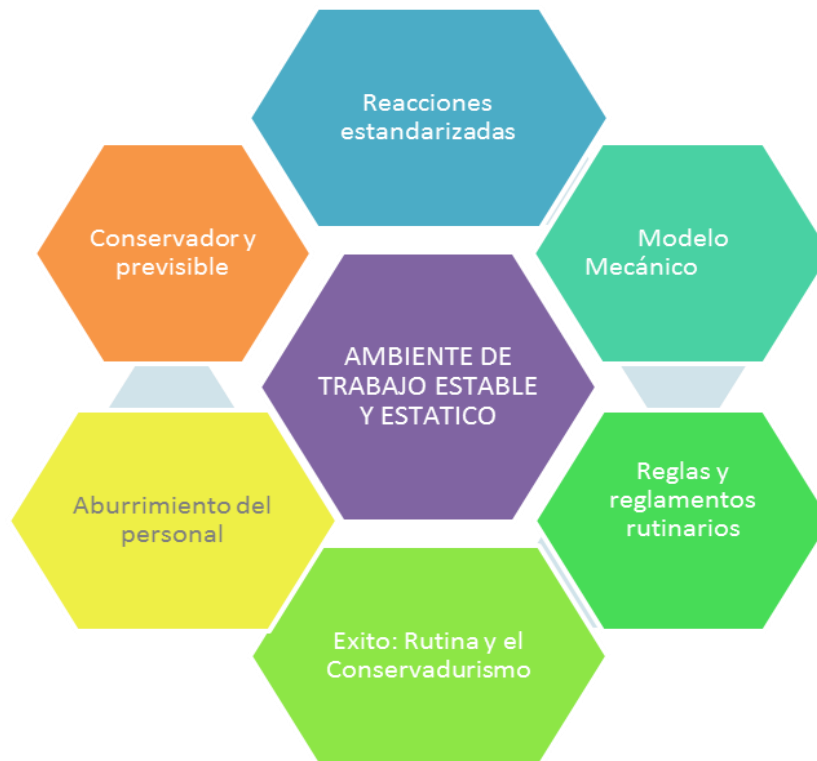 Reacciones
estandarizadas
Conservador y
previsible
Modelo
Mecánico
AMBIENTE DE
TRABAJO ESTABLE
Y ESTATICO
Aburrimiento del
personal
Reglas y
reglamentos
rutinarios
Exito: Rutina y el
Conservadurismo